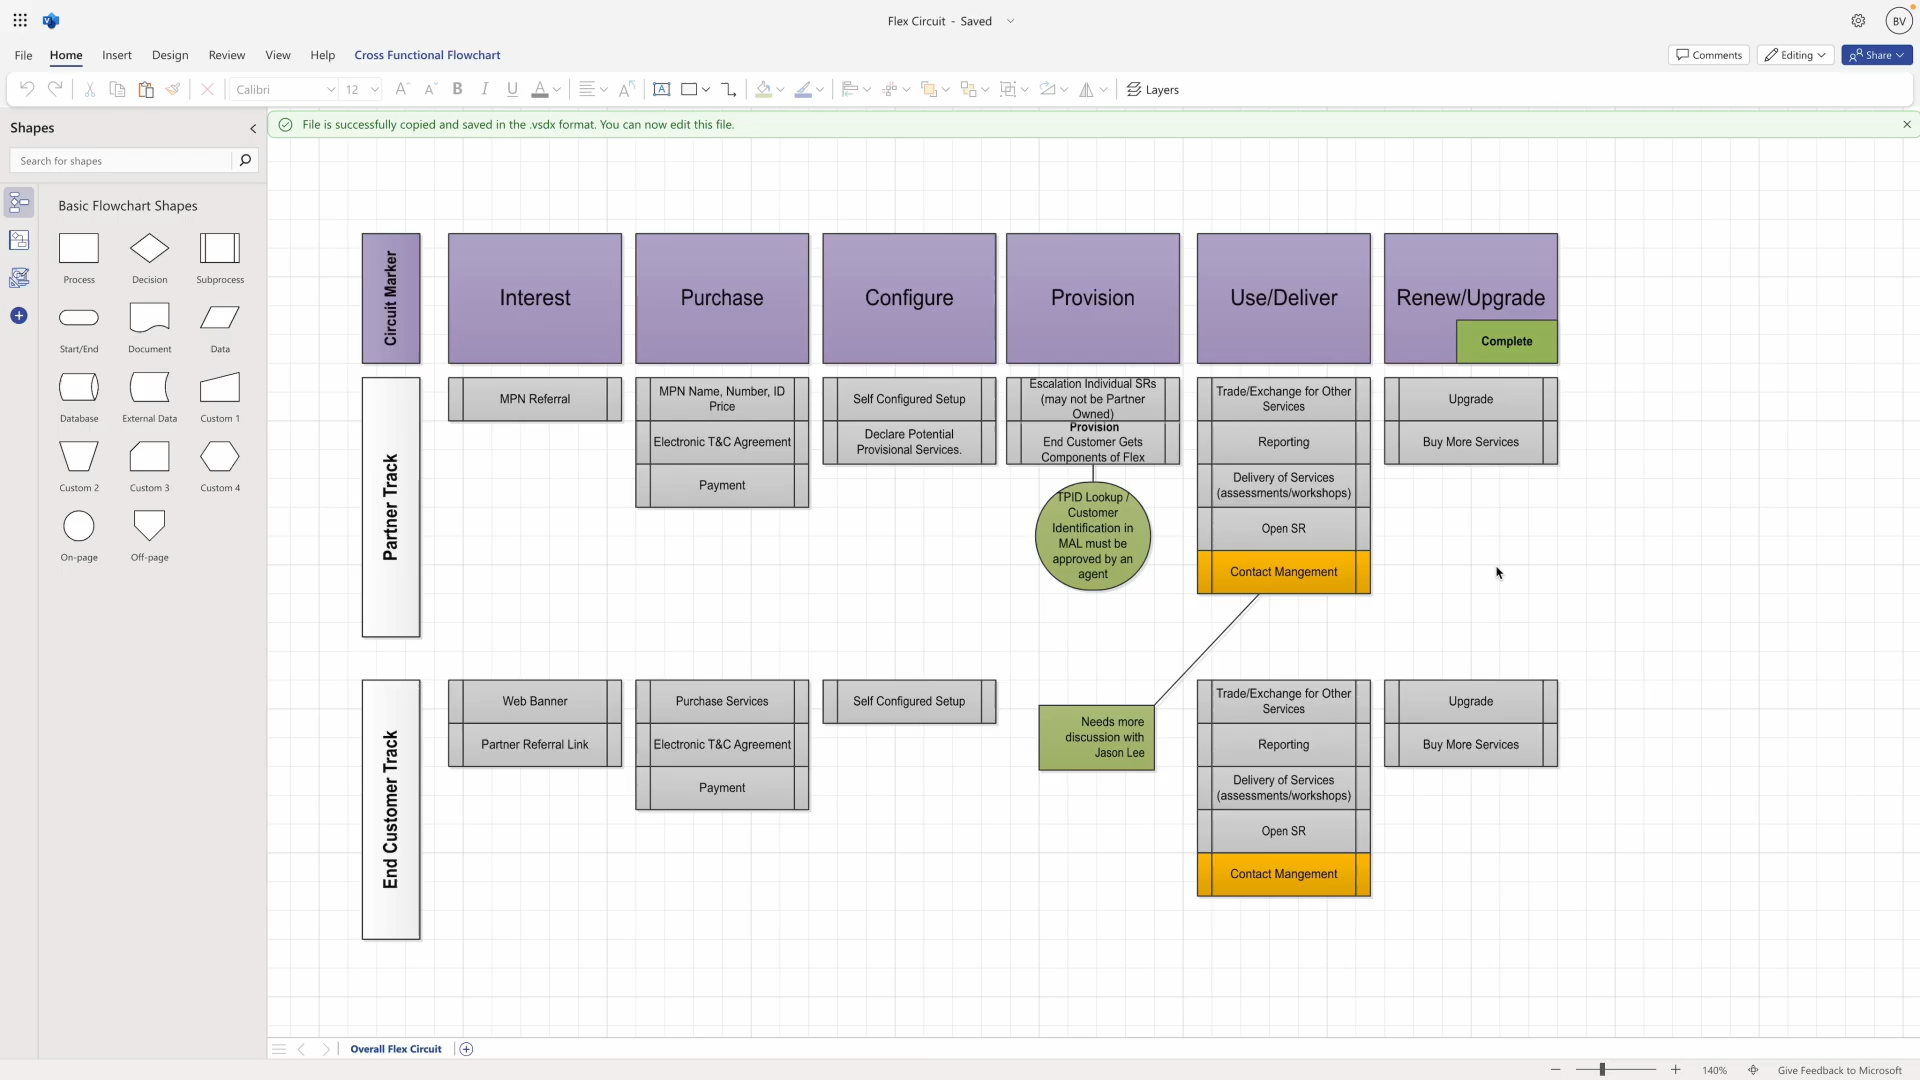 Flex Circuit - Saved
BV
File Home Insert Design Review View Help Cross Functional Flowchart
Comments Editing Share
Calibri 12 A A B I U A A A Layers
Shapes
File is successfully copied and saved in the .vsdx format. You can now edit this file.
Search for shapes
Basic Flowchart Shapes
Process Decision Subprocess
Start/End Document Data
Database External Data Custom 1
Custom 2 Custom 3 Custom 4
On-page Off-page
Circuit Marker
Interest
Purchase
Configure
Provision
Use/Deliver
Renew/Upgrade
Complete
Partner Track
MPN Referral
MPN Name, Number, ID
Price
Electronic T&C Agreement
Payment
Self Configured Setup
Declare Potential
Provisional Services.
Escalation Individual SRs
(may not be Partner
Owned)
Provision
End Customer Gets
Components of Flex
TPID Lookup /
Customer
Identification in
MAL must be
approved by an
agent
Trade/Exchange for Other
Services
Reporting
Delivery of Services
(assessments/workshops)
Open SR
Contact Mangement
Upgrade
Buy More Services
End Customer Track
Web Banner
Partner Referral Link
Purchase Services
Electronic T&C Agreement
Payment
Self Configured Setup
Needs more
discussion with
Jason Lee
Trade/Exchange for Other
Services
Reporting
Delivery of Services
(assessments/workshops)
Open SR
Contact Mangement
Upgrade
Buy More Services
Overall Flex Circuit
140% Give Feedback to Microsoft